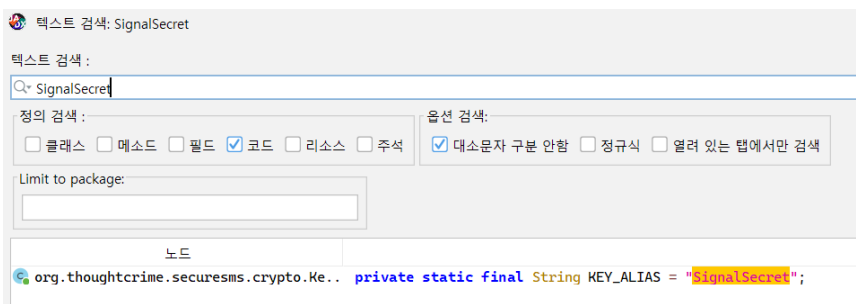 텍스트 검색: SignalSecret
텍스트 검색 :
SignalSecret
정의 검색 : 옵션 검색:
클래스 메소드 필드 코드 리소스 주석 대소문자 구분 안함 정규식 열려 있는 탭에서만 검색
Limit to package:
노드
org.thoughtcrime.securesms.crypto.Ke.. private static final String KEY_ALIAS = "SignalSecret";